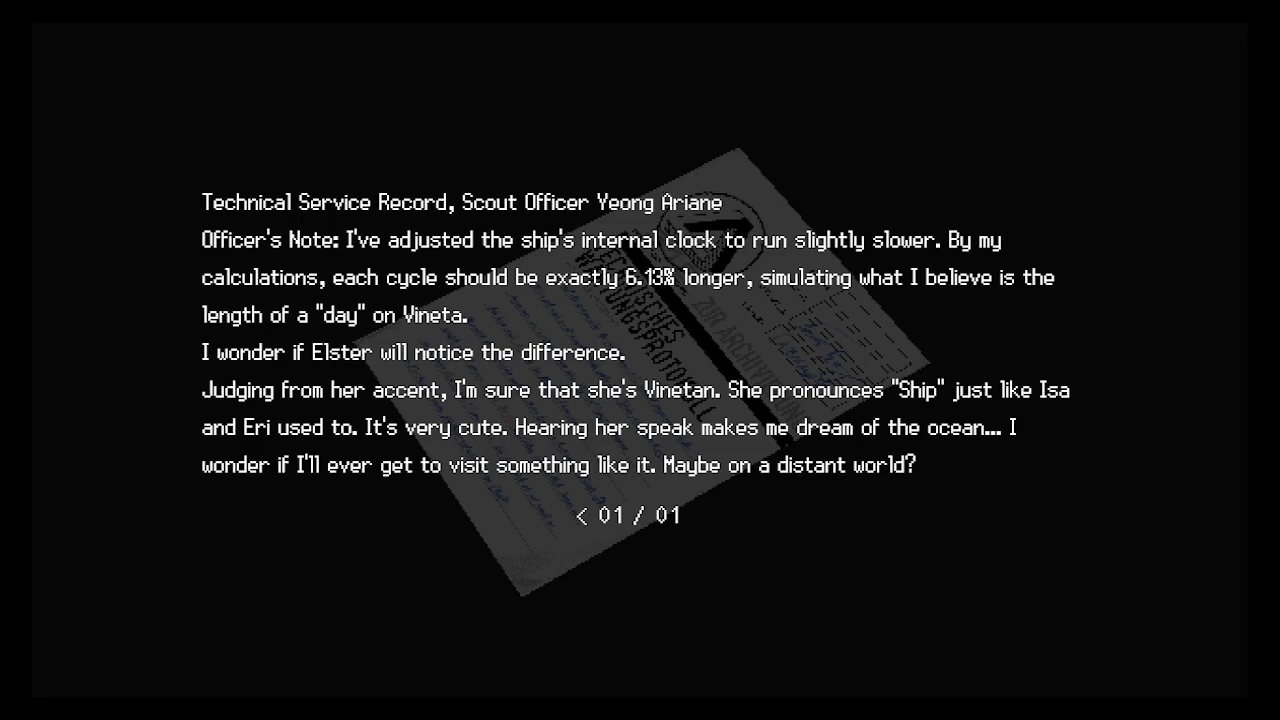 Technical Service Record, Scout Officer Yeong Ariane
Officer's Note: I've adjusted the ship's internal clock to run slightly slower. By my
calculations, each cycle should be exactly 6.13% longer, simulating what I believe is the
length of a "day" on Vineta.
I wonder if Elster will notice the difference.
Judging from her accent, I'm sure that she's Vinetan. She pronounces "Ship" just like Isa
and Eri used to. It's very cute. Hearing her speak makes me dream of the ocean... I
wonder if I'll ever get to visit something like it. Maybe on a distant world?
< 01 / 01